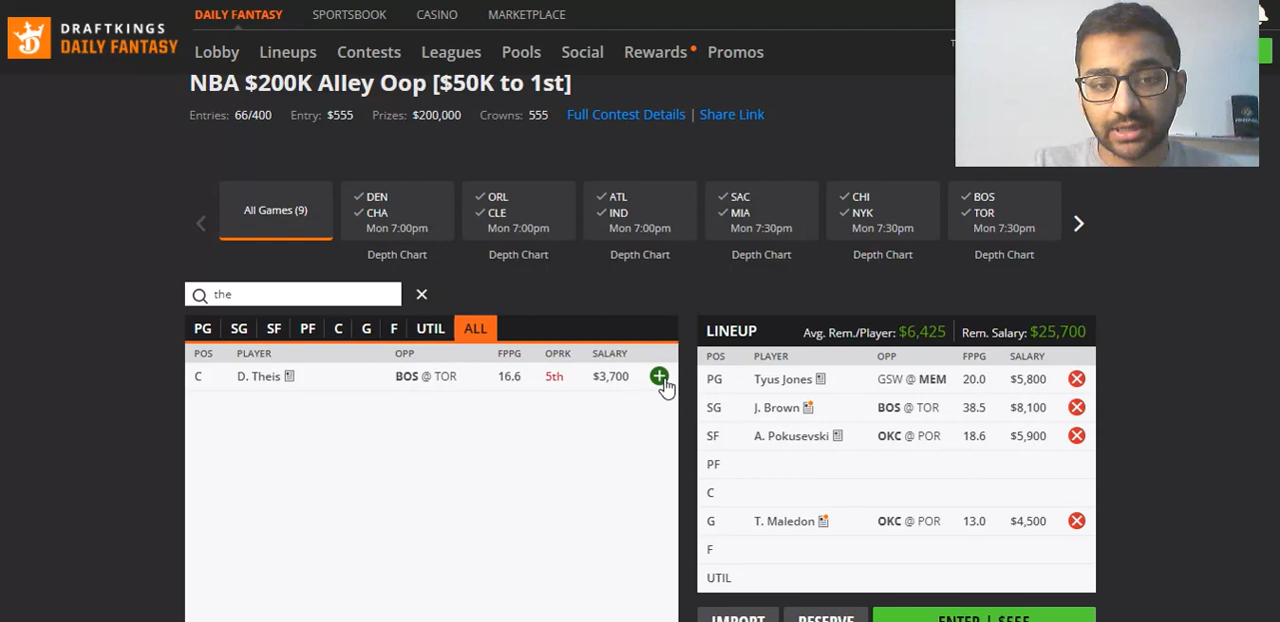 DRAFTKINGS
DAILY FANTASY
DAILY FANTASY SPORTSBOOK CASINO MARKETPLACE
Lobby Lineups Contests Leagues Pools Social Rewards Promos
NBA $200K Alley Oop [$50K to 1st]
Entries: 66/400 Entry: $555 Prizes: $200,000 Crowns: 555 Full Contest Details | Share Link
All Games (9)
DEN
CHA
Mon 7:00pm
ORL
CLE
Mon 7:00pm
ATL
IND
Mon 7:00pm
SAC
MIA
Mon 7:30pm
CHI
NYK
Mon 7:30pm
BOS
TOR
Mon 7:30pm
Depth Chart Depth Chart Depth Chart Depth Chart Depth Chart Depth Chart
the
PG SG SF PF C G F UTIL ALL
POS PLAYER OPP FPPG OPRK SALARY
C D. Theis BOS @ TOR 16.6 5th $3,700
LINEUP Avg. Rem./Player: $6,425 Rem. Salary: $25,700
POS PLAYER OPP FPPG SALARY
PG Tyus Jones GSW @ MEM 20.0 $5,800
SG J. Brown BOS @ TOR 38.5 $8,100
SF A. Pokusevski OKC @ POR 18.6 $5,900
PF
C
G T. Maledon OKC @ POR 13.0 $4,500
F
UTIL
IMPORT RESERVE ENTER | $555